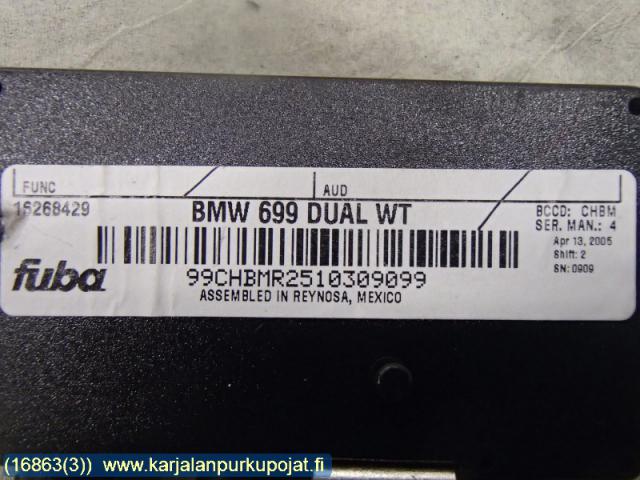 FUNC AUD
16268429 BMW 699 DUAL WT BCCD: CHBM
SER. MAN.: 4
Apr 13, 2005
Shift: 2
SN: 0909
fuba
99CHBMR2510309099
ASSEMBLED IN REYNOSA, MEXICO
(16863(3)) www.karjalanpurkupojat.fi